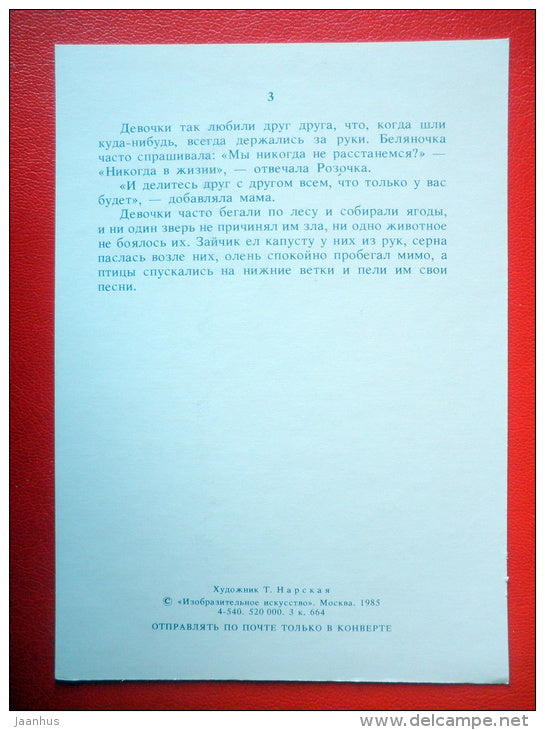 3
Девочки так любили друг друга, что, когда шли
куда-нибудь, всегда держались за руки. Беляночка
часто спрашивала: «Мы никогда не расстанемся?» —
«Никогда в жизни», — отвечала Розочка.
«И делитесь друг с другом всем, что только у вас
будет», — добавляла мама.
Девочки часто бегали по лесу и собирали ягоды,
и ни один зверь не причинял им зла, ни одно животное
не боялось их. Зайчик ел капусту у них из рук, серна
паслась возле них, олень спокойно пробегал мимо, а
птицы спускались на нижние ветки и пели им свои
песни.
Художник Т. Нарская
© «Изобразительное искусство». Москва. 1985
4-540. 520 000. 3 к. 664
ОТПРАВЛЯТЬ ПО ПОЧТЕ ТОЛЬКО В КОНВЕРТЕ
jaanhus
www.delcampe.net